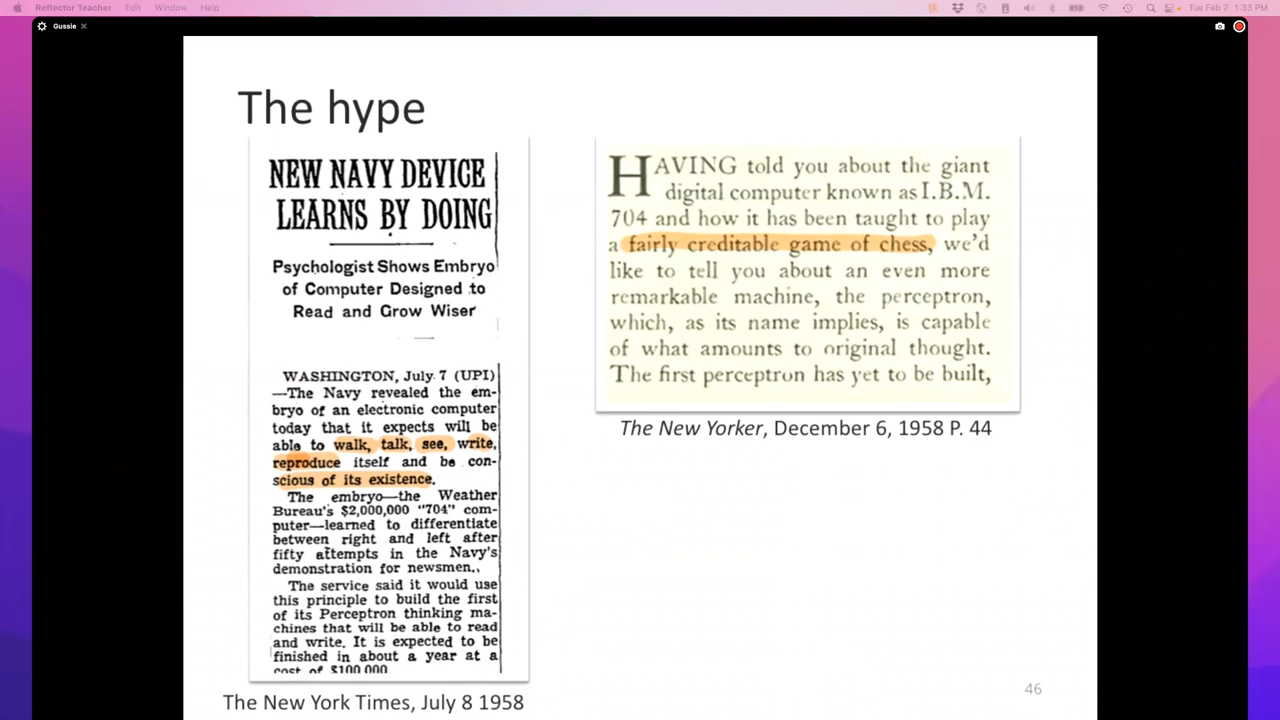 Reflector Teacher Edit Window Help
Tue Feb 7 1:33 PM
Gussie
The hype
NEW NAVY DEVICE
LEARNS BY DOING
Psychologist Shows Embryo
of Computer Designed to
Read and Grow Wiser
WASHINGTON, July 7 (UPI)
—The Navy revealed the em-
bryo of an electronic computer
today that it expects will be
able to walk, talk, see, write,
reproduce itself and be con-
scious of its existence.
The embryo—the Weather
Bureau's $2,000,000 "704" com-
puter—learned to differentiate
between right and left after
fifty attempts in the Navy's
demonstration for newsmen.,
The service said it would use
this principle to build the first
of its Perceptron thinking ma-
chines that will be able to read
and write. It is expected to be
finished in about a year at a
cost of $100,000
The New York Times, July 8 1958
HAVING told you about the giant
digital computer known as I.B.M.
704 and how it has been taught to play
a fairly creditable game of chess, we'd
like to tell you about an even more
remarkable machine, the perceptron,
which, as its name implies, is capable
of what amounts to original thought.
The first perceptron has yet to be built,
The New Yorker, December 6, 1958 P. 44
46